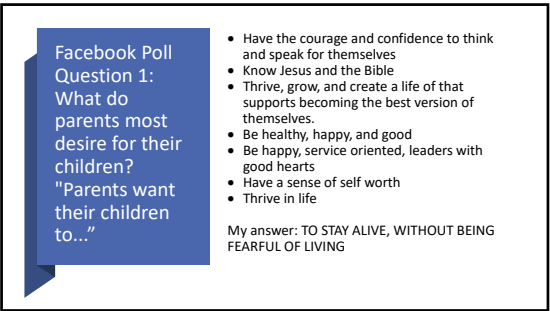 Facebook Poll
Question 1:
What do
parents most
desire for their
children?
"Parents want
their children
to...”
• Have the courage and confidence to think
and speak for themselves
• Know Jesus and the Bible
• Thrive, grow, and create a life of that
supports becoming the best version of
themselves.
• Be healthy, happy, and good
• Be happy, service oriented, leaders with
good hearts
• Have a sense of self worth
• Thrive in life
My answer: TO STAY ALIVE, WITHOUT BEING
FEARFUL OF LIVING